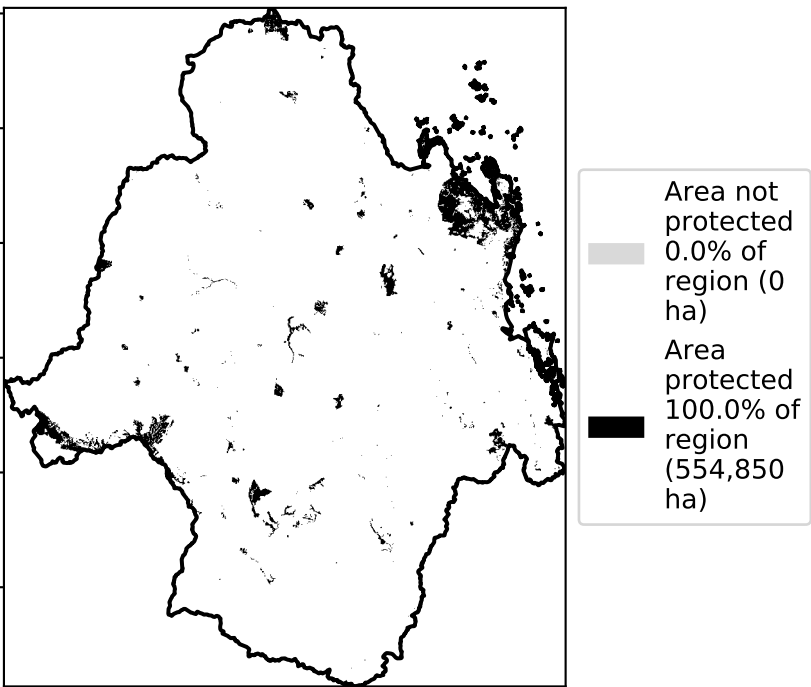 Area not
protected
0.0% of
region (0
ha)
Area
protected
100.0% of
region
(554,850
ha)